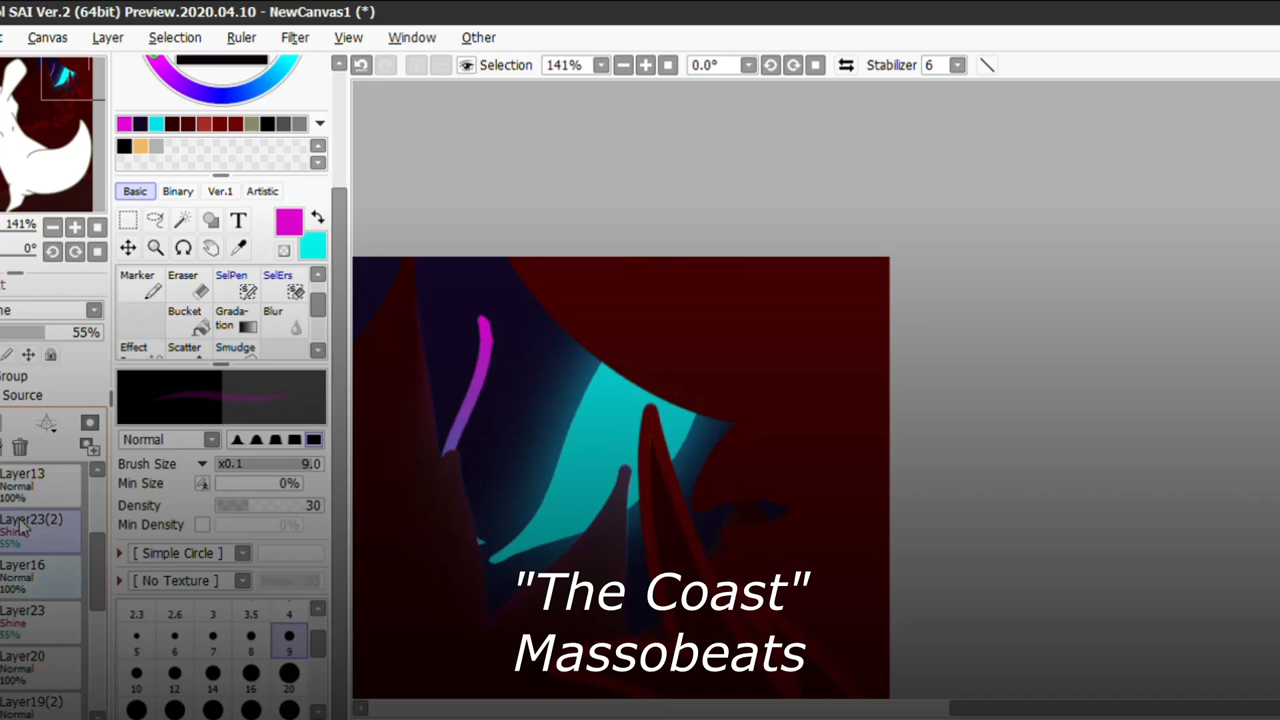 ol SAI Ver.2 (64bit) Preview.2020.04.10 - NewCanvas1 (*)
Canvas Layer Selection Ruler Filter View Window Other
Selection 141% 0.0° Stabilizer 6
Basic Binary Ver.1 Artistic
141%
0°
T
Marker Eraser SelPen SelErs
Bucket Grada-tion Blur
Effect Scatter Smudge
55%
Source
Normal
Brush Size x0.1 9.0
Min Size 0%
Density 30
Min Density 0%
[ Simple Circle ]
[ No Texture ]
Layer13
Normal
100%
Layer23(2)
Shine
55%
Layer16
Normal
100%
Layer23
Shine
55%
Layer20
Normal
100%
Layer19(2)
2.3 2.6 3 3.5 4
5 6 7 8 9
10 12 14 16 20
"The Coast"
Massobeats